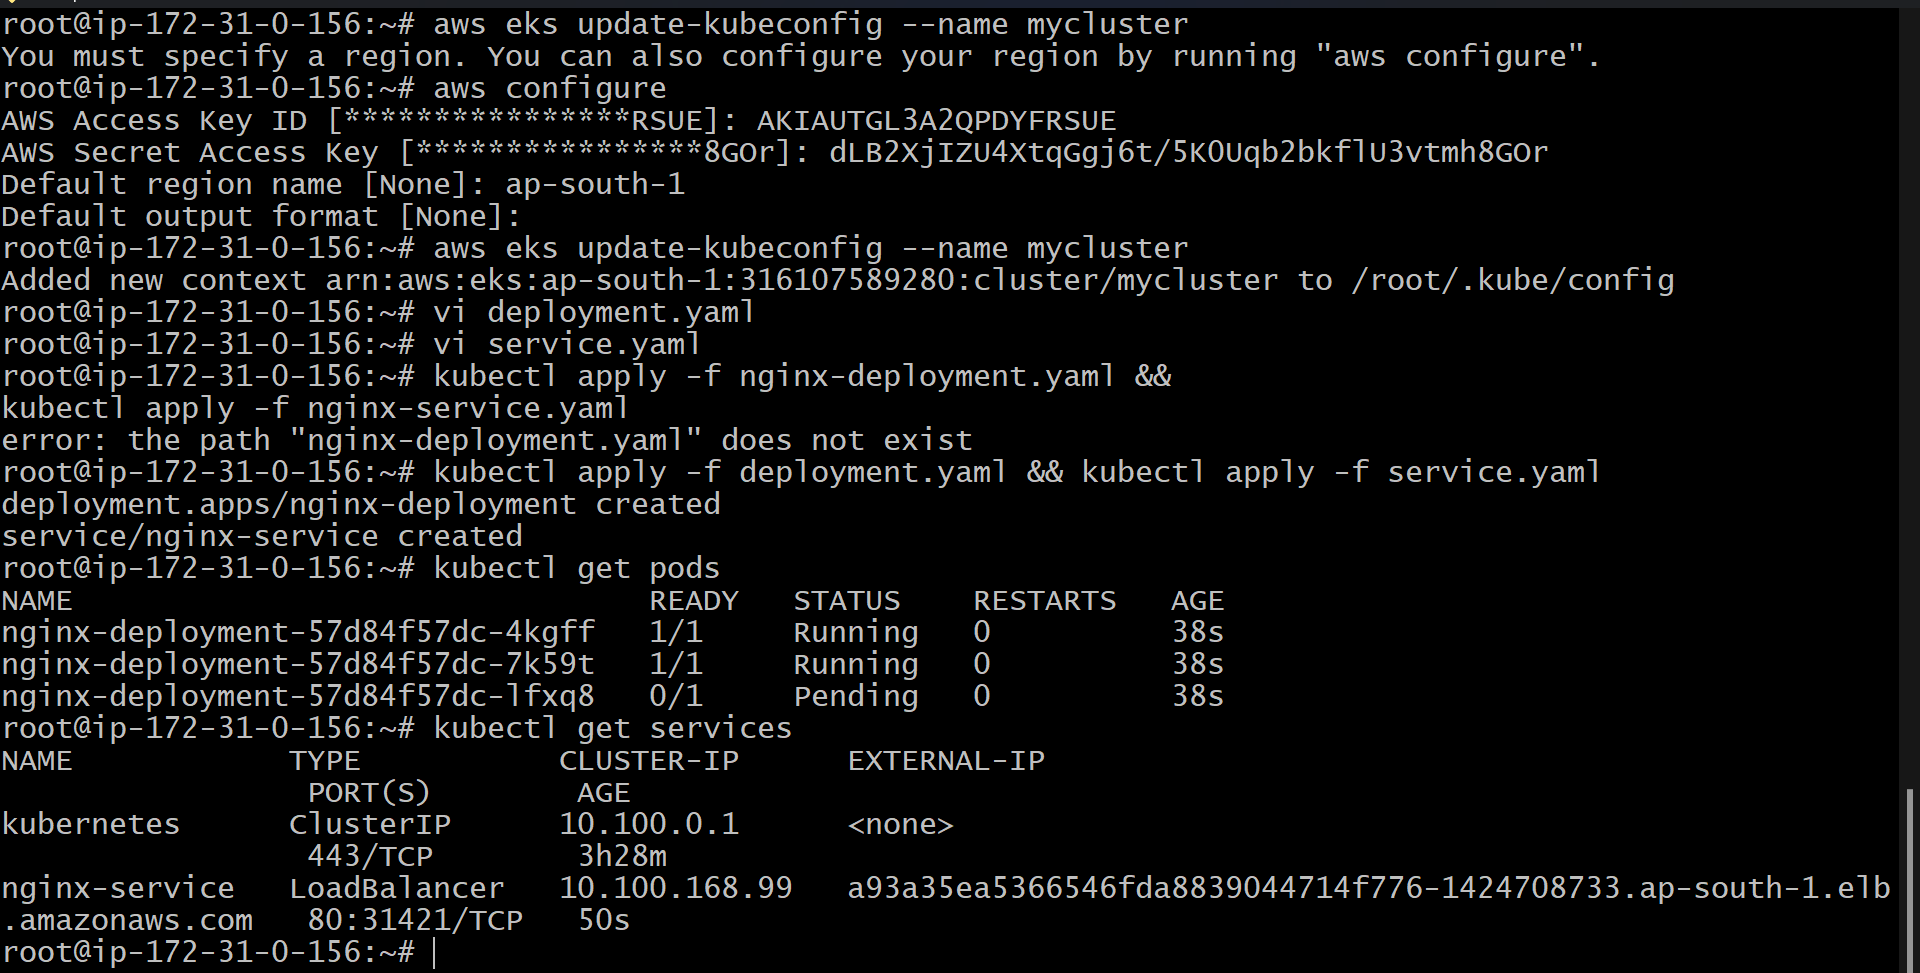 root@ip-172-31-0-156:~# aws eks update-kubeconfig --name mycluster
You must specify a region. You can also configure your region by running "aws configure".
root@ip-172-31-0-156:~# aws configure
AWS Access Key ID [****************RSUE]: AKIAUTGL3A2QPDYFRSUE
AWS Secret Access Key [****************8GOr]: dLB2XjIZU4XtqGgj6t/5KOUqb2bkflU3vtmh8GOr
Default region name [None]: ap-south-1
Default output format [None]:
root@ip-172-31-0-156:~# aws eks update-kubeconfig --name mycluster
Added new context arn:aws:eks:ap-south-1:316107589280:cluster/mycluster to /root/.kube/config
root@ip-172-31-0-156:~# vi deployment.yaml
root@ip-172-31-0-156:~# vi service.yaml
root@ip-172-31-0-156:~# kubectl apply -f nginx-deployment.yaml &&
kubectl apply -f nginx-service.yaml
error: the path "nginx-deployment.yaml" does not exist
root@ip-172-31-0-156:~# kubectl apply -f deployment.yaml && kubectl apply -f service.yaml
deployment.apps/nginx-deployment created
service/nginx-service created
root@ip-172-31-0-156:~# kubectl get pods
NAME READY STATUS RESTARTS AGE
nginx-deployment-57d84f57dc-4kgff 1/1 Running 0 38s
nginx-deployment-57d84f57dc-7k59t 1/1 Running 0 38s
nginx-deployment-57d84f57dc-lfxq8 0/1 Pending 0 38s
root@ip-172-31-0-156:~# kubectl get services
NAME TYPE CLUSTER-IP EXTERNAL-IP
PORT(S) AGE
kubernetes ClusterIP 10.100.0.1 <none>
443/TCP 3h28m
nginx-service LoadBalancer 10.100.168.99 a93a35ea5366546fda8839044714f776-1424708733.ap-south-1.elb
.amazonaws.com 80:31421/TCP 50s
root@ip-172-31-0-156:~#